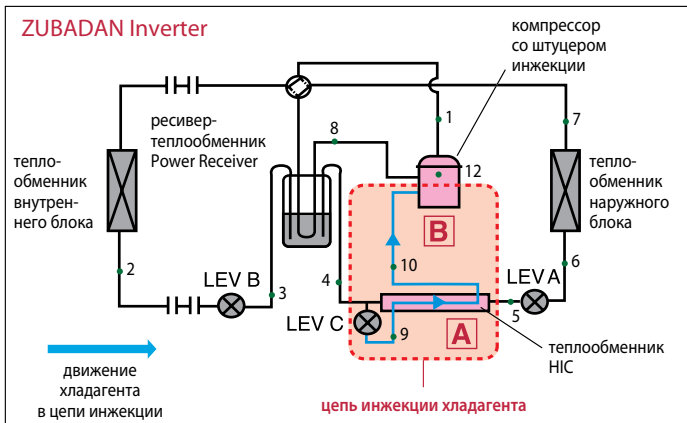 ZUBADAN Inverter
компрессор
со штуцером
инжекции
ресивер-
теплообменник
Power Receiver
1
8
7
12
тепло-
обменник
внутрен-
него блока
тепло-
обменник
наружного
блока
B
2
LEV B
3
4
10
LEV A
6
5
LEV C
9
A
теплообменник
HIC
движение
хладагента
в цепи инжекции
цепь инжекции хладагента